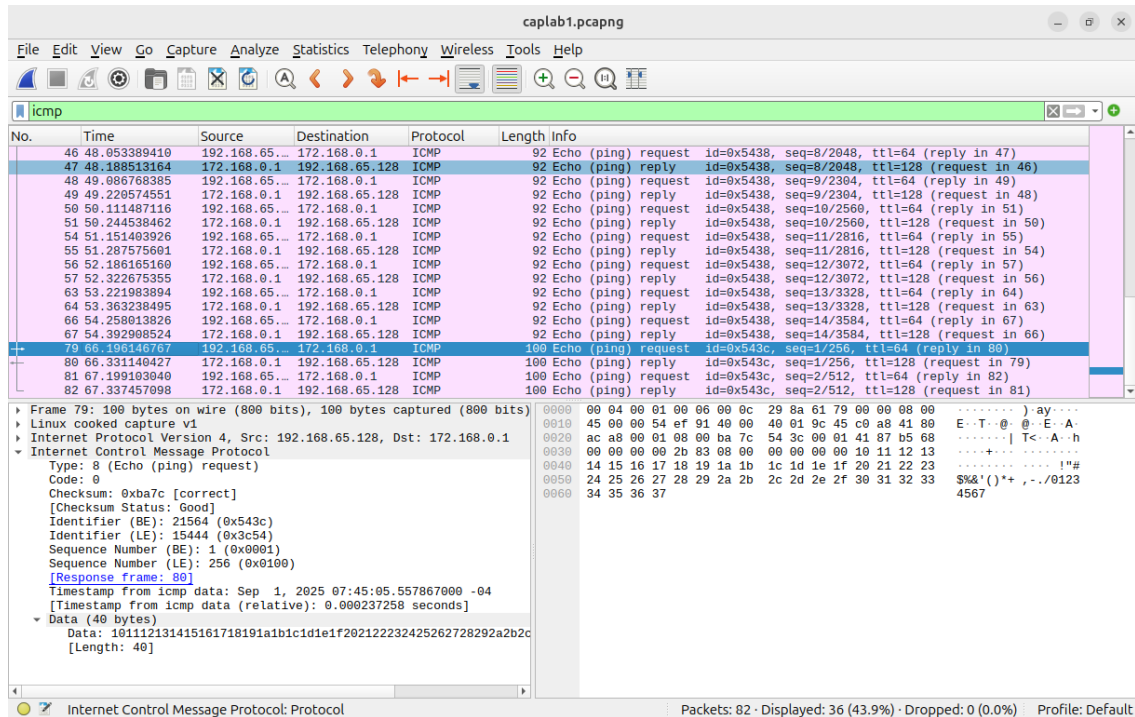 caplab1.pcapng
File Edit View Go Capture Analyze Statistics Telephony Wireless Tools Help
icmp
No. Time Source Destination Protocol Length Info
46 48.053389410 192.168.65.… 172.168.0.1 ICMP 92 Echo (ping) request id=0x5438, seq=8/2048, ttl=64 (reply in 47)
47 48.188513164 172.168.0.1 192.168.65.128 ICMP 92 Echo (ping) reply id=0x5438, seq=8/2048, ttl=128 (request in 46)
48 49.086768385 192.168.65.… 172.168.0.1 ICMP 92 Echo (ping) request id=0x5438, seq=9/2304, ttl=64 (reply in 49)
49 49.220574551 172.168.0.1 192.168.65.128 ICMP 92 Echo (ping) reply id=0x5438, seq=9/2304, ttl=128 (request in 48)
50 50.111487116 192.168.65.… 172.168.0.1 ICMP 92 Echo (ping) request id=0x5438, seq=10/2560, ttl=64 (reply in 51)
51 50.244538462 172.168.0.1 192.168.65.128 ICMP 92 Echo (ping) reply id=0x5438, seq=10/2560, ttl=128 (request in 50)
54 51.151403926 192.168.65.… 172.168.0.1 ICMP 92 Echo (ping) request id=0x5438, seq=11/2816, ttl=64 (reply in 55)
55 51.287575601 172.168.0.1 192.168.65.128 ICMP 92 Echo (ping) reply id=0x5438, seq=11/2816, ttl=128 (request in 54)
56 52.186165160 192.168.65.… 172.168.0.1 ICMP 92 Echo (ping) request id=0x5438, seq=12/3072, ttl=64 (reply in 57)
57 52.322675355 172.168.0.1 192.168.65.128 ICMP 92 Echo (ping) reply id=0x5438, seq=12/3072, ttl=128 (request in 56)
63 53.221983894 192.168.65.… 172.168.0.1 ICMP 92 Echo (ping) request id=0x5438, seq=13/3328, ttl=64 (reply in 64)
64 53.363238495 172.168.0.1 192.168.65.128 ICMP 92 Echo (ping) reply id=0x5438, seq=13/3328, ttl=128 (request in 63)
66 54.258013826 192.168.65.… 172.168.0.1 ICMP 92 Echo (ping) request id=0x5438, seq=14/3584, ttl=64 (reply in 67)
67 54.392908524 172.168.0.1 192.168.65.128 ICMP 92 Echo (ping) reply id=0x5438, seq=14/3584, ttl=128 (request in 66)
79 66.196146767 192.168.65.… 172.168.0.1 ICMP 100 Echo (ping) request id=0x543c, seq=1/256, ttl=64 (reply in 80)
80 66.331140427 172.168.0.1 192.168.65.128 ICMP 100 Echo (ping) reply id=0x543c, seq=1/256, ttl=128 (request in 79)
81 67.199103040 192.168.65.… 172.168.0.1 ICMP 100 Echo (ping) request id=0x543c, seq=2/512, ttl=64 (reply in 82)
82 67.337457098 172.168.0.1 192.168.65.128 ICMP 100 Echo (ping) reply id=0x543c, seq=2/512, ttl=128 (request in 81)
Frame 79: 100 bytes on wire (800 bits), 100 bytes captured (800 bits)
Linux cooked capture v1
Internet Protocol Version 4, Src: 192.168.65.128, Dst: 172.168.0.1
Internet Control Message Protocol
Type: 8 (Echo (ping) request)
Code: 0
Checksum: 0xba7c [correct]
[Checksum Status: Good]
Identifier (BE): 21564 (0x543c)
Identifier (LE): 15444 (0x3c54)
Sequence Number (BE): 1 (0x0001)
Sequence Number (LE): 256 (0x0100)
[Response frame: 80]
Timestamp from icmp data: Sep 1, 2025 07:45:05.557867000 -04
[Timestamp from icmp data (relative): 0.000237258 seconds]
Data (40 bytes)
Data: 101112131415161718191a1b1c1d1e1f202122232425262728292a2b2c
[Length: 40]
0000 00 04 00 01 00 06 00 0c 29 8a 61 79 00 00 08 00 ········ )·ay····
0010 45 00 00 54 ef 91 40 00 40 01 9c 45 c0 a8 41 80 E··T··@· @··E··A·
0020 ac a8 00 01 08 00 ba 7c 54 3c 00 01 41 87 b5 68 ·······| T<··A··h
0030 00 00 00 00 2b 83 08 00 00 00 00 00 10 11 12 13 ····+··· ········
0040 14 15 16 17 18 19 1a 1b 1c 1d 1e 1f 20 21 22 23 ········ ···· !"#
0050 24 25 26 27 28 29 2a 2b 2c 2d 2e 2f 30 31 32 33 $%&'()*+ ,-./0123
0060 34 35 36 37 4567
Internet Control Message Protocol: Protocol
Packets: 82 · Displayed: 36 (43.9%) · Dropped: 0 (0.0%) Profile: Default